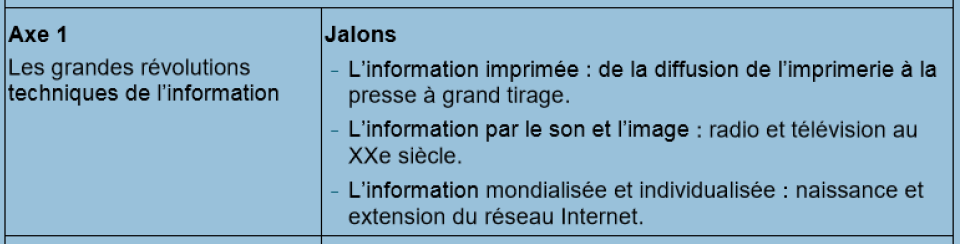 Axe 1
Les grandes révolutions
techniques de l'information
Jalons
- L'information imprimée : de la diffusion de l'imprimerie à la
presse à grand tirage.
- L'information par le son et l'image : radio et télévision au
XXe siècle.
- L'information mondialisée et individualisée : naissance et
extension du réseau Internet.